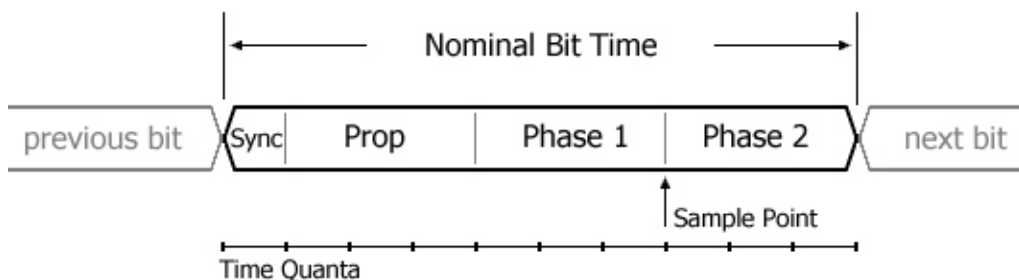 Nominal Bit Time
previous bit Sync Prop Phase 1 Phase 2 next bit
Sample Point
Time Quanta